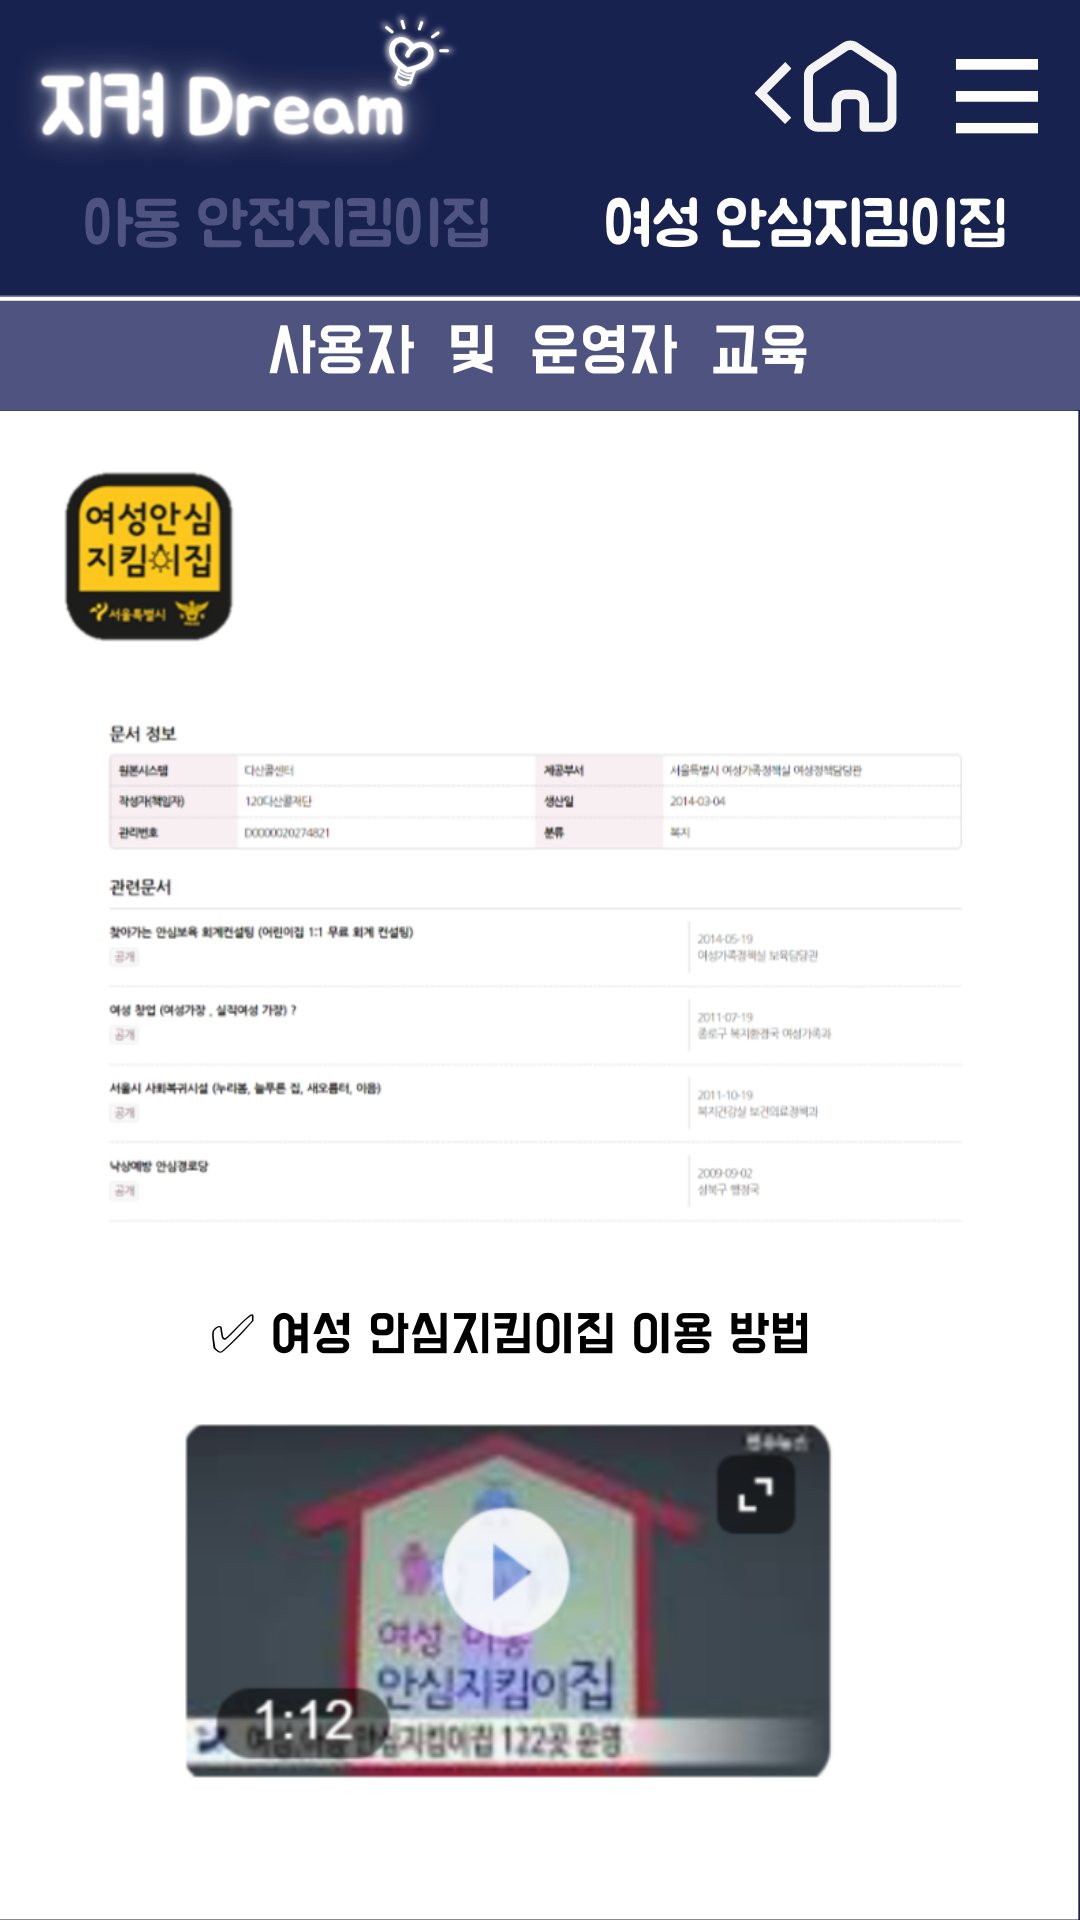 지켜 Dream
아동 안전지킴이집
여성 안심지킴이집
사용자 및 운영자 교육
여성안심
지킴이집
서울특별시
문서 정보
원본시스템 다산콜센터 제공부서 서울특별시 여성가족정책실 여성정책담당관
작성자(책임자) 120다산콜재단 생산일 2014-03-04
관리번호 D0000020274821 분류 복지
관련문서
찾아가는 안심보육 회계컨설팅 (어린이집 1:1 무료 회계 컨설팅)
공개
2014-05-19
여성가족정책실 보육담당관
여성 창업 (여성가장 , 실직여성 가장) ?
공개
2011-07-19
종로구 복지환경국 여성가족과
서울시 사회복귀시설 (누리봄, 늘푸른 집, 새오름터, 이음)
공개
2011-10-19
복지건강실 보건의료정책과
낙상예방 안심경로당
공개
2009-09-02
성북구 행정국
✓ 여성 안심지킴이집 이용 방법
여성·아동
안심지킴이집
1:12
안심지킴이집 122곳 운영